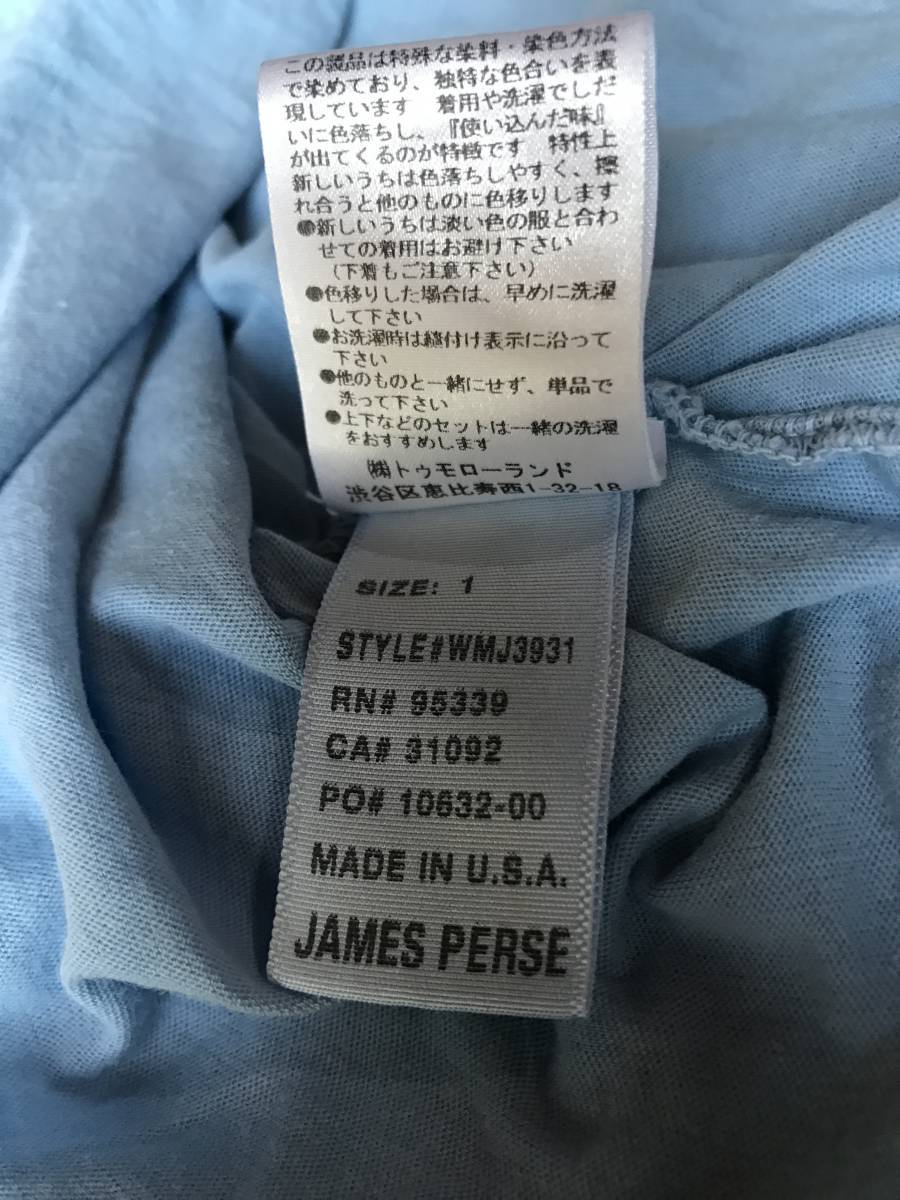 この製品は特殊な染料・染色方法
で染めており、独特な色合いを表
現しています 着用や洗濯でしだ
いに色落ちし、『使い込んだ味』
が出てくるのが特徴です 特性上
新しいうちは色落ちしやすく、擦
れ合うと他のものに色移りします
●新しいうちは淡い色の服と合わ
せての着用はお避け下さい
(下着もご注意下さい)
●色移りした場合は、早めに洗濯
して下さい
●お洗濯時は縫付け表示に沿って
下さい
●他のものと一緒にせず、単品で
洗って下さい
●上下などのセットは一緒の洗濯
をおすすめします
㈱トゥモローランド
渋谷区恵比寿西1-32-18
SIZE: 1
STYLE#WMJ3931
RN# 95339
CA# 31092
PO# 10632-00
MADE IN U.S.A.
JAMES PERSE